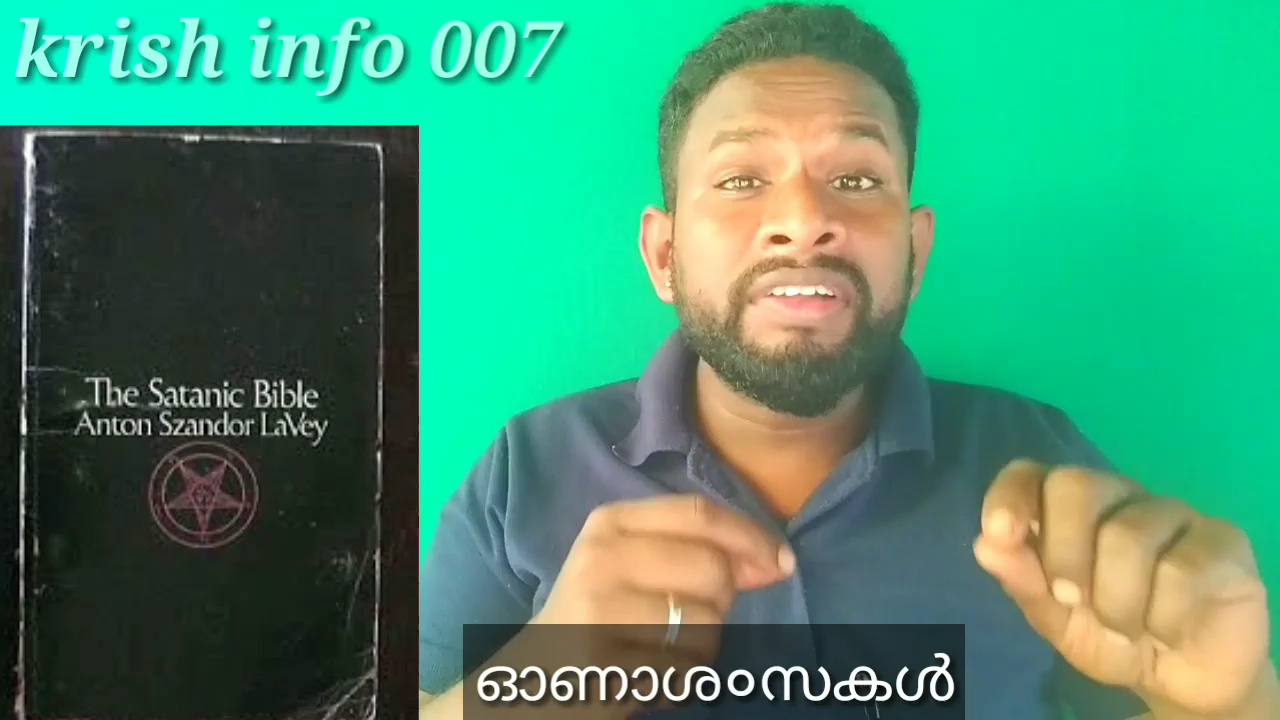 krish info 007
The Satanic Bible
Anton Szandor LaVey
ഓണാശംസകൾ